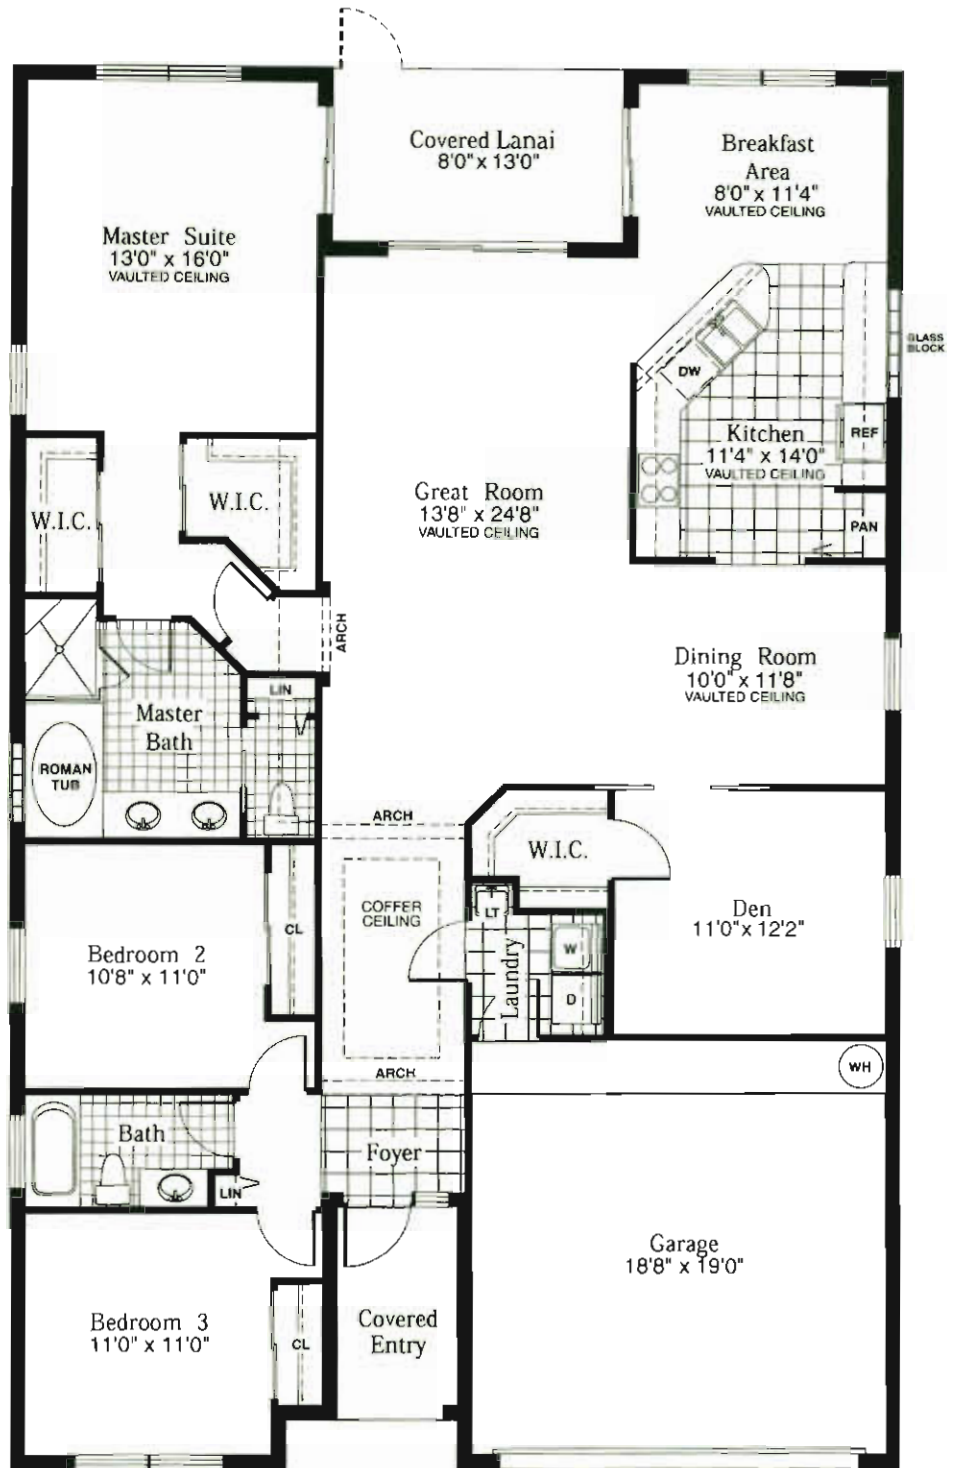 Covered Lanai
8'0" x 13'0"
Breakfast
Area
8'0" x 11'4"
VAULTED CEILING
Master Suite
13'0" x 16'0"
VAULTED CEILING
GLASS
BLOCK
DW
REF
Kitchen
11'4" x 14'0"
VAULTED CEILING
W.I.C.
W.I.C.
Great Room
13'8" x 24'8"
VAULTED CEILING
PAN
ARCH
Dining Room
10'0" x 11'8"
VAULTED CEILING
LIN
Master
Bath
ROMAN
TUB
ARCH
W.I.C.
COFFER
CEILING
LT
Den
11'0" x 12'2"
CL
Bedroom 2
10'8" x 11'0"
Laundry
W
D
ARCH
WH
Bath
Foyer
LIN
Garage
18'8" x 19'0"
Bedroom 3
11'0" x 11'0"
CL
Covered
Entry